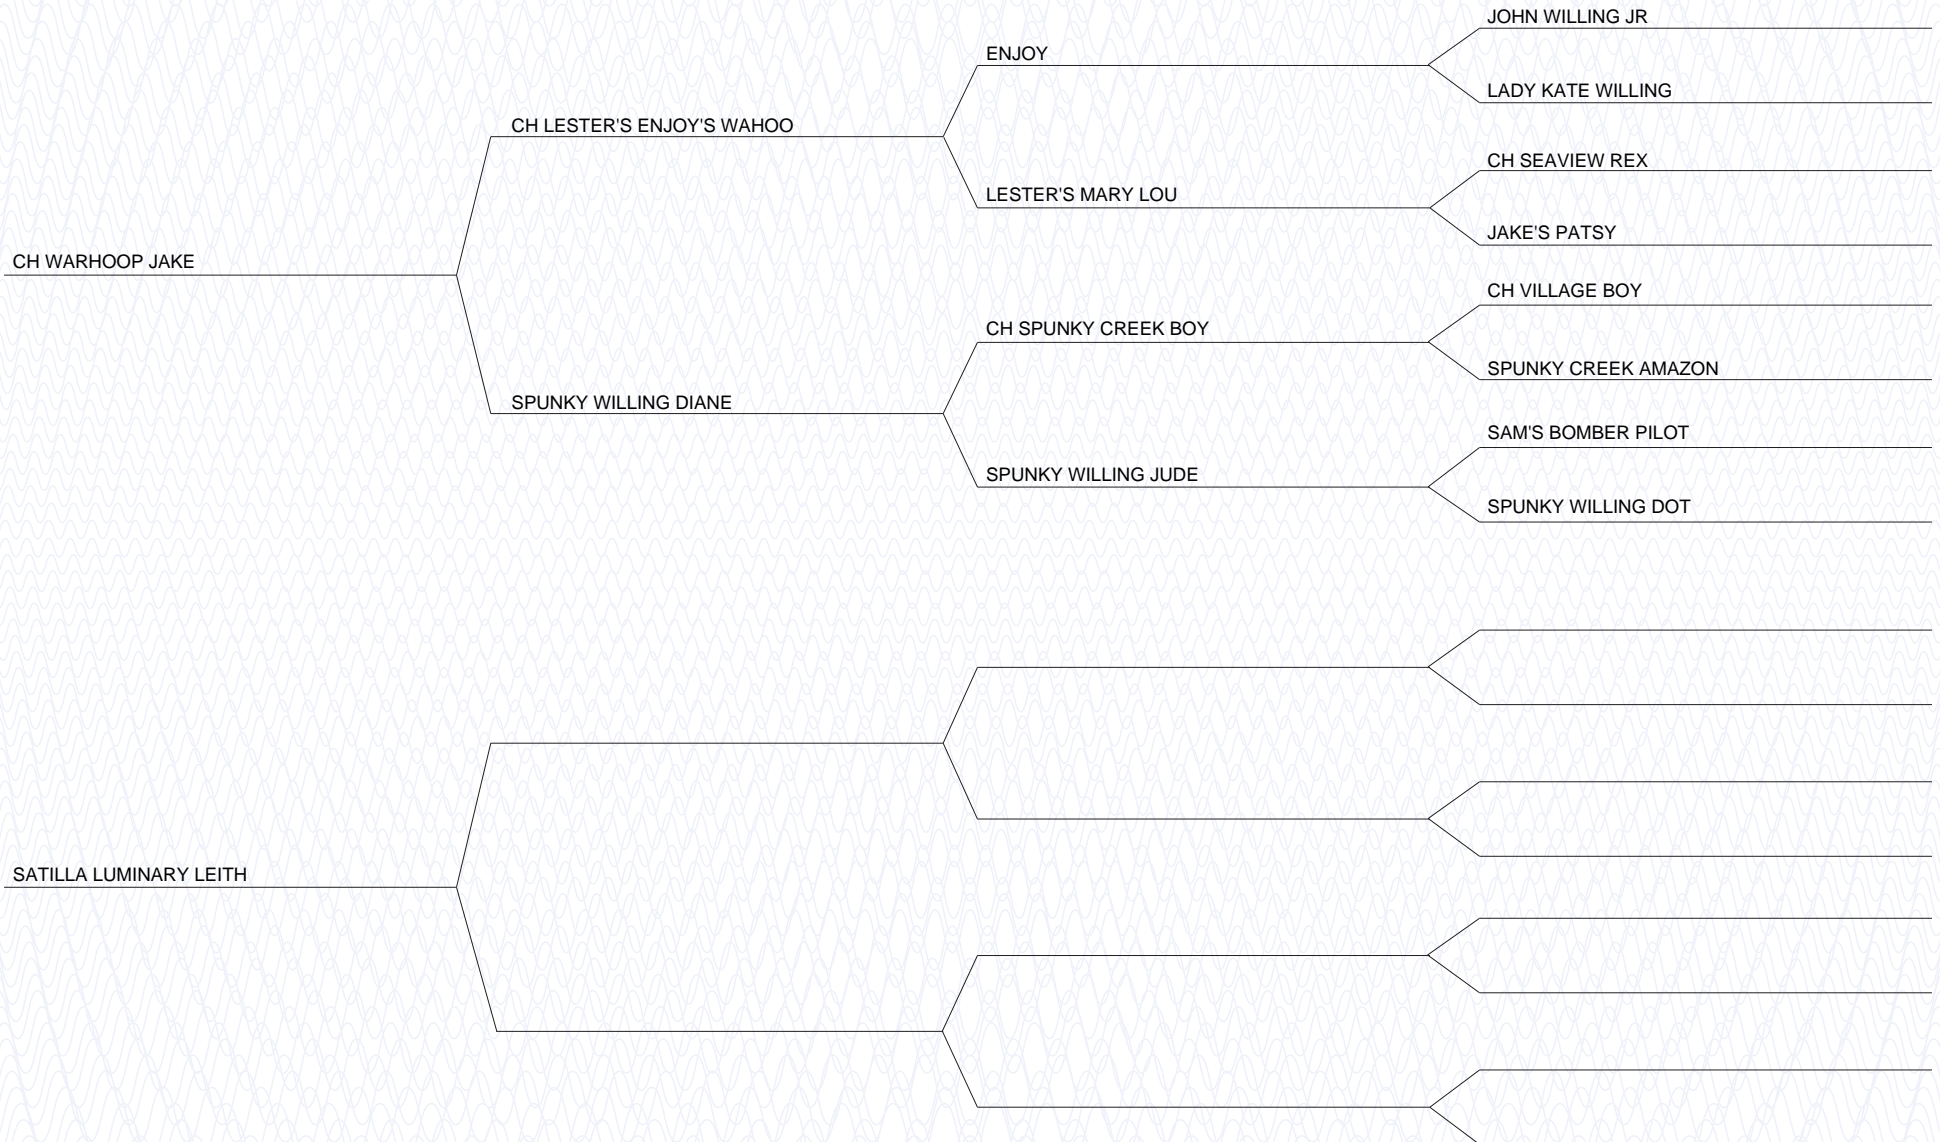 JOHN WILLING JR
ENJOY
LADY KATE WILLING
CH LESTER'S ENJOY'S WAHOO
CH SEAVIEW REX
LESTER'S MARY LOU
JAKE'S PATSY
CH WARHOOP JAKE
CH VILLAGE BOY
CH SPUNKY CREEK BOY
SPUNKY CREEK AMAZON
SPUNKY WILLING DIANE
SAM'S BOMBER PILOT
SPUNKY WILLING JUDE
SPUNKY WILLING DOT
SATILLA LUMINARY LEITH